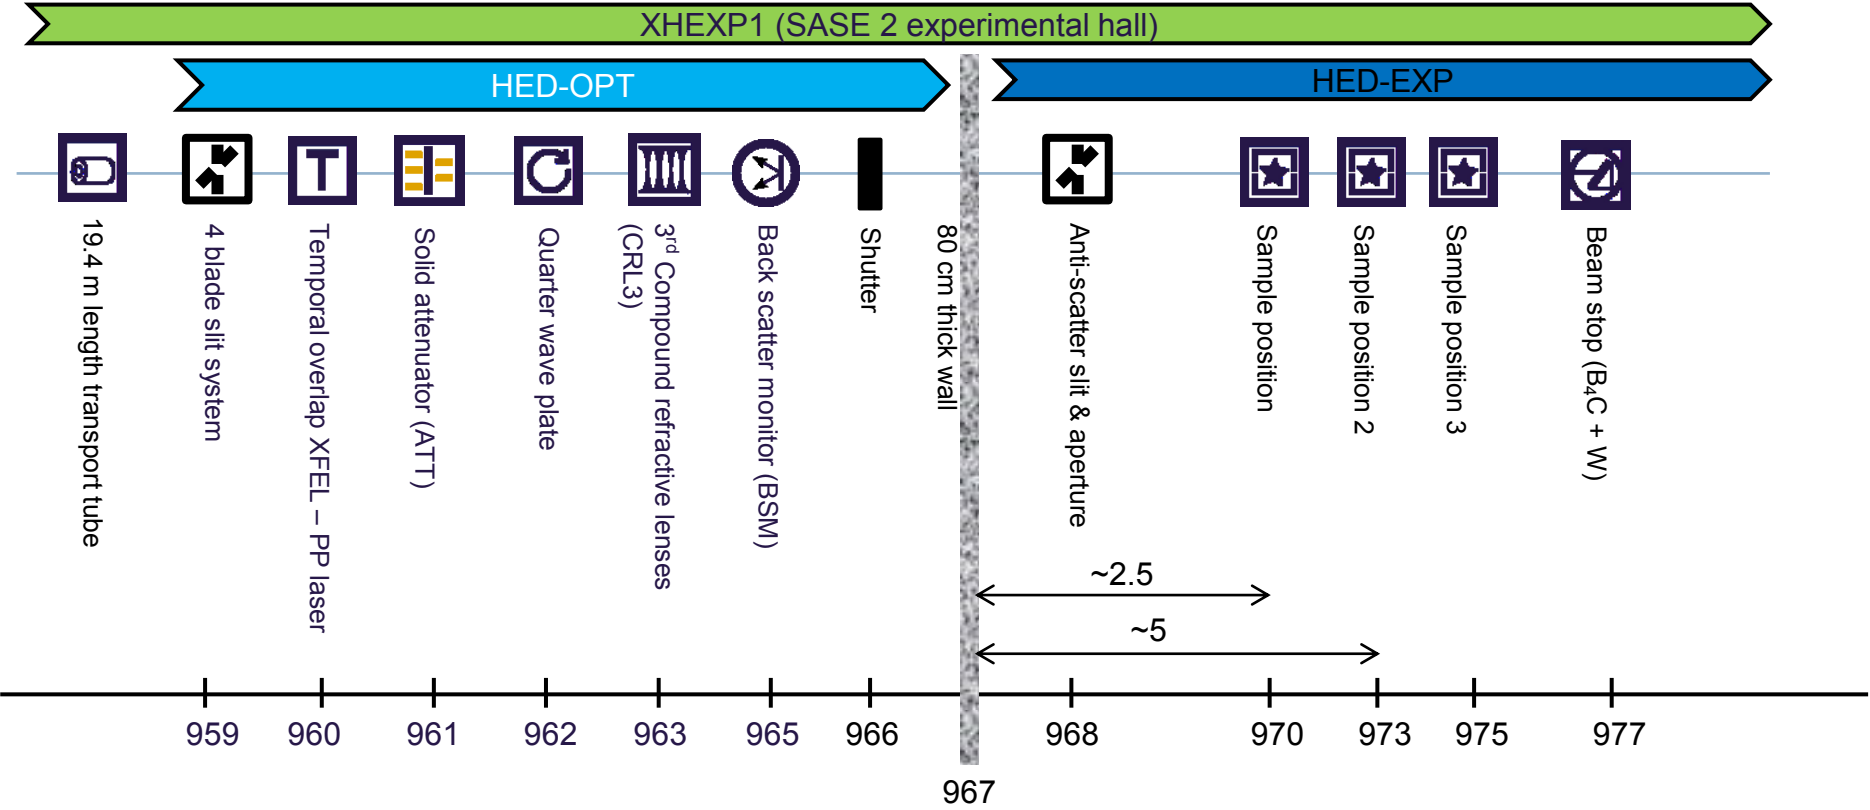 XHEXP1 (SASE 2 experimental hall)
HED-OPT
HED-EXP
T
19.4 m length transport tube
4 blade slit system
Temporal overlap XFEL – PP laser
Solid attenuator (ATT)
Quarter wave plate
3rd Compound refractive lenses
(CRL3)
Back scatter monitor (BSM)
Shutter
80 cm thick wall
Anti-scatter slit & aperture
Sample position
Sample position 2
Sample position 3
Beam stop (B₄C + W)
~2.5
~5
959
960
961
962
963
965
966
968
970
973
975
977
967